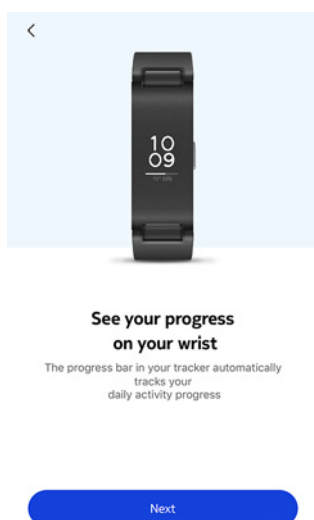 10
09
See your progress
on your wrist
The progress bar in your tracker automatically
tracks your
daily activity progress
Next